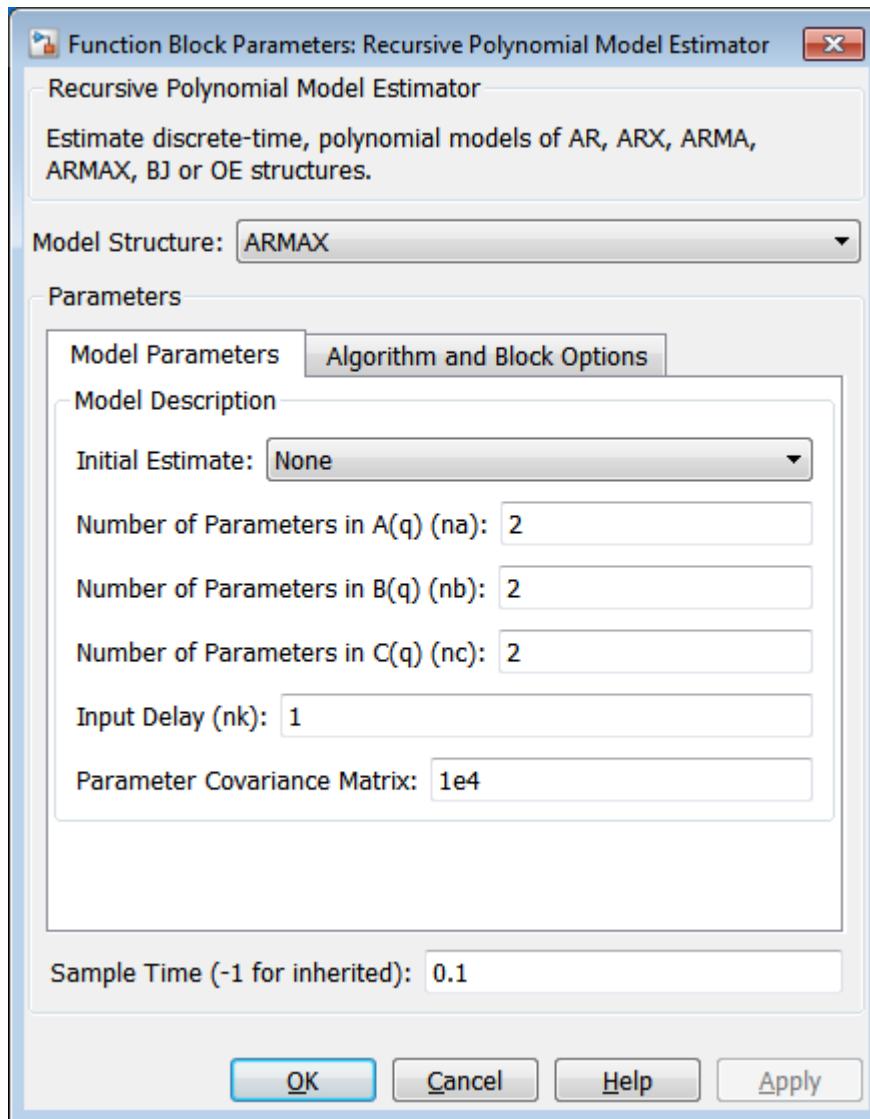 Function Block Parameters: Recursive Polynomial Model Estimator
Recursive Polynomial Model Estimator
Estimate discrete-time, polynomial models of AR, ARX, ARMA,
ARMAX, BJ or OE structures.
Model Structure: ARMAX
Parameters
Model Parameters Algorithm and Block Options
Model Description
Initial Estimate: None
Number of Parameters in A(q) (na): 2
Number of Parameters in B(q) (nb): 2
Number of Parameters in C(q) (nc): 2
Input Delay (nk): 1
Parameter Covariance Matrix: 1e4
Sample Time (-1 for inherited): 0.1
OK Cancel Help Apply